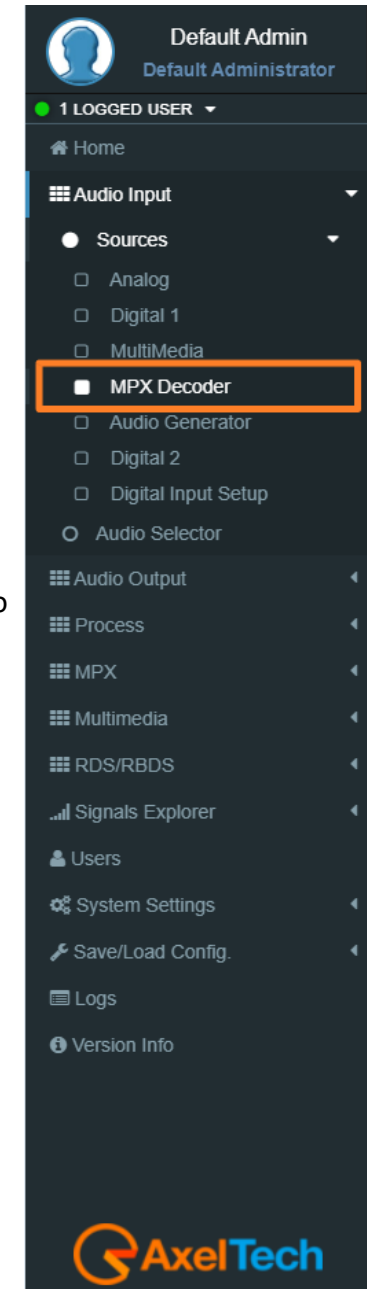 Default Admin
Default Administrator
1 LOGGED USER
Home
Audio Input
Sources
Analog
Digital 1
MultiMedia
MPX Decoder
Audio Generator
Digital 2
Digital Input Setup
Audio Selector
Audio Output
Process
MPX
Multimedia
RDS/RBDS
Signals Explorer
Users
System Settings
Save/Load Config.
Logs
Version Info
AxelTech